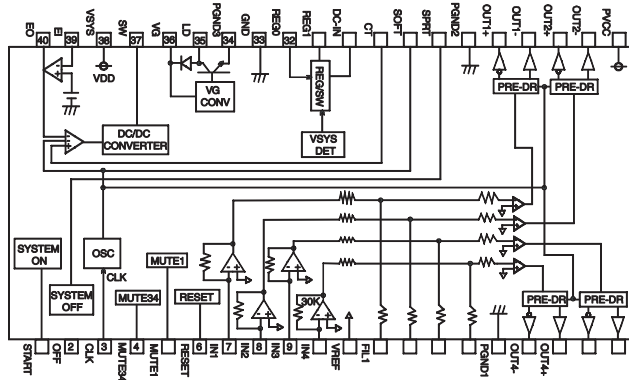 EO
EI
VSYS
SW
VG
LD
PGND3
GND
REG0
REG1
DC-IN
CT
SOFT
SPRT
PGND2
OUT1+
OUT1-
OUT2+
OUT2-
PVCC
40
39
38
37
36
35
34
33
32
VDD
VG
CONV
REG/SW
PRE-DR
PRE-DR
DC/DC
CONVERTER
VSYS
DET
SYSTEM
ON
OSC
MUTE1
CLK
SYSTEM
OFF
MUTE34
RESET
30K
PRE-DR
PRE-DR
2
3
4
6
7
8
9
START
OFF
CLK
MUTE34
MUTE1
RESET
IN1
IN2
IN3
IN4
VREF
FIL1
PGND1
OUT4-
OUT4+